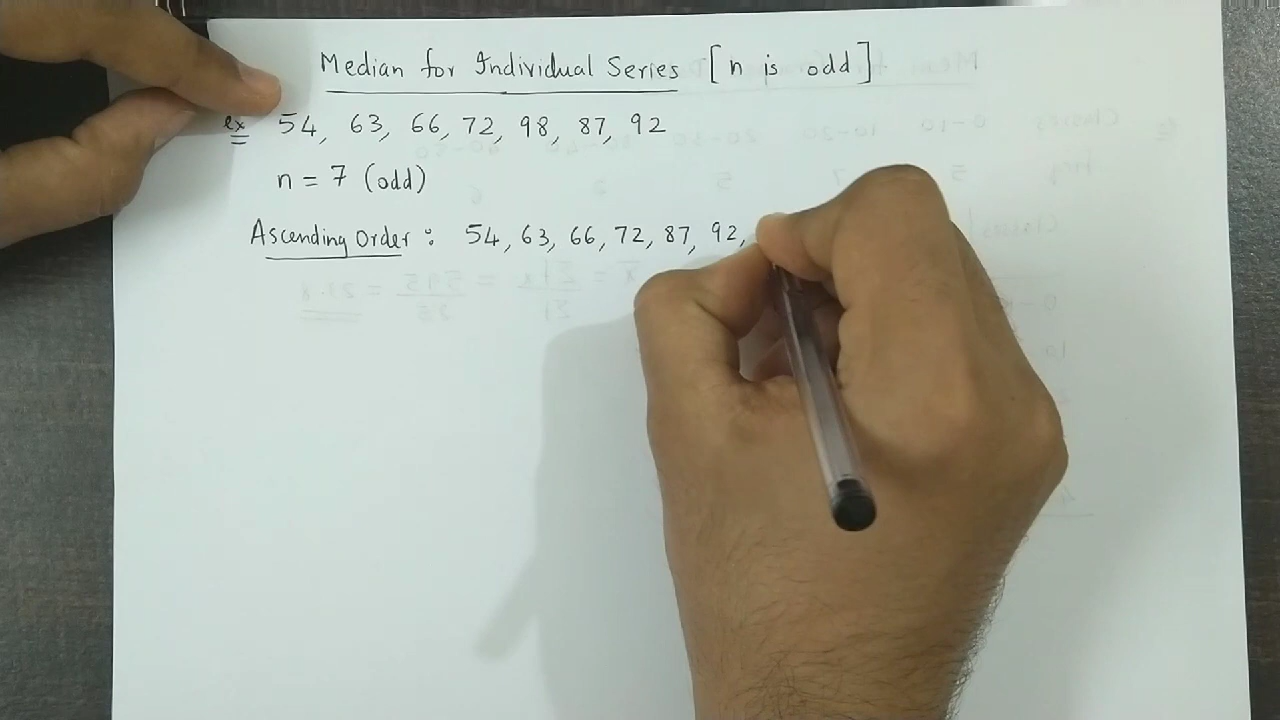 Median for Individual Series [n is odd]
ex 54, 63, 66, 72, 98, 87, 92
n = 7 (odd)
Ascending Order : 54, 63, 66, 72, 87, 92,